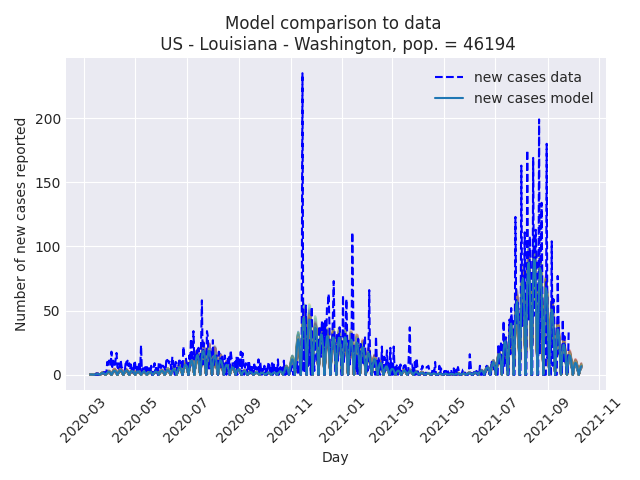 Model comparison to data
US - Louisiana - Washington, pop. = 46194
new cases data
new cases model
Number of new cases reported
200
150
100
50
0
2020-03
2020-05
2020-07
2020-09
2020-11
2021-01
2021-03
2021-05
2021-07
2021-09
2021-11
Day